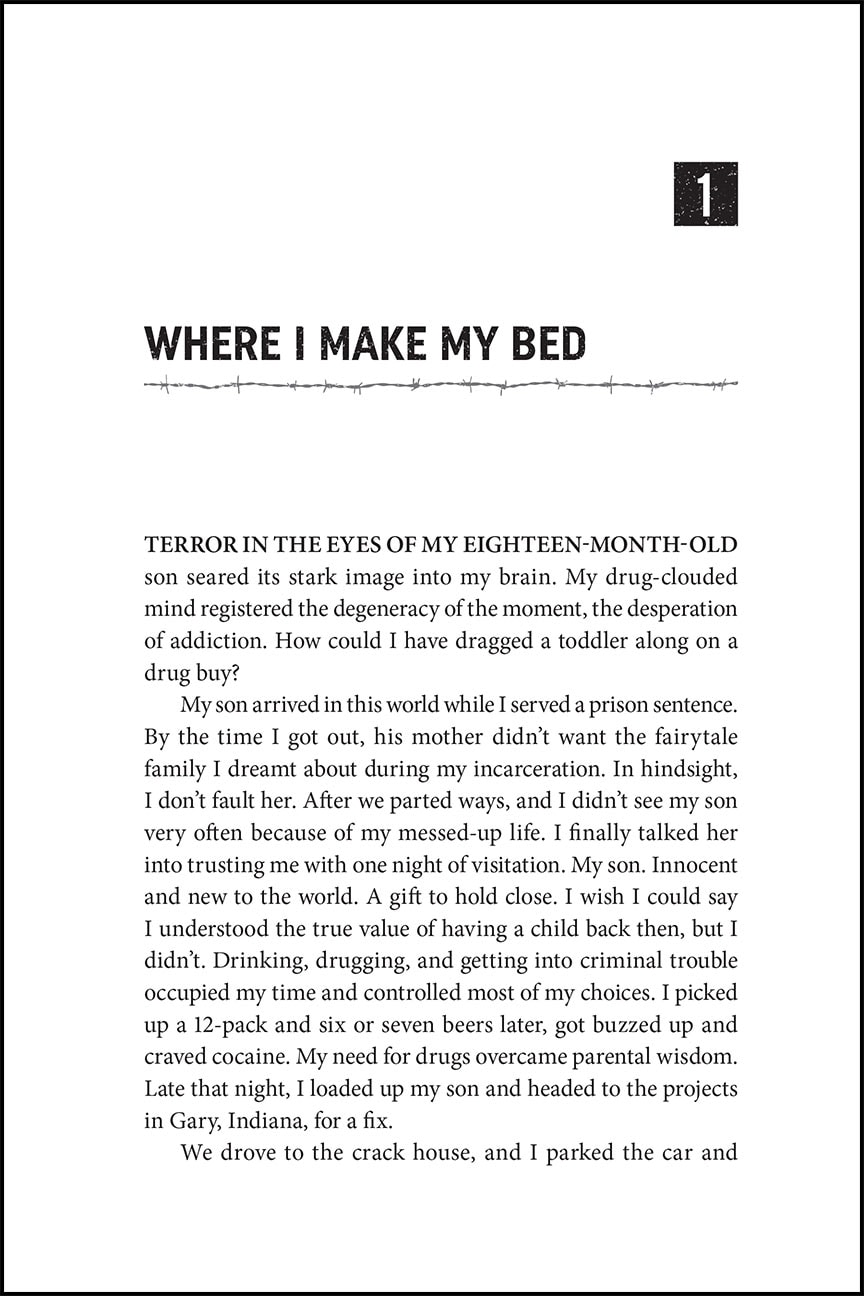 1
WHERE I MAKE MY BED
TERROR IN THE EYES OF MY EIGHTEEN-MONTH-OLD
son seared its stark image into my brain. My drug-clouded
mind registered the degeneracy of the moment, the desperation
of addiction. How could I have dragged a toddler along on a
drug buy?
My son arrived in this world while I served a prison sentence.
By the time I got out, his mother didn’t want the fairytale
family I dreamt about during my incarceration. In hindsight,
I don’t fault her. After we parted ways, and I didn’t see my son
very often because of my messed-up life. I finally talked her
into trusting me with one night of visitation. My son. Innocent
and new to the world. A gift to hold close. I wish I could say
I understood the true value of having a child back then, but I
didn’t. Drinking, drugging, and getting into criminal trouble
occupied my time and controlled most of my choices. I picked
up a 12-pack and six or seven beers later, got buzzed up and
craved cocaine. My need for drugs overcame parental wisdom.
Late that night, I loaded up my son and headed to the projects
in Gary, Indiana, for a fix.
We drove to the crack house, and I parked the car and